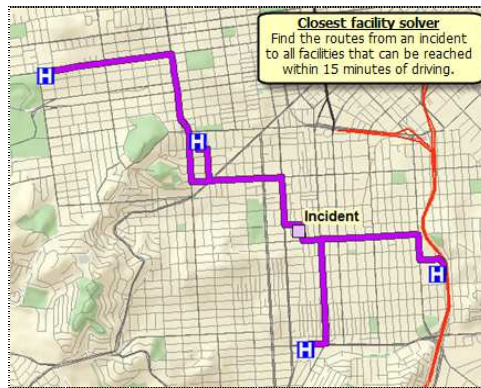 Closest facility solver
Find the routes from an incident
to all facilities that can be reached
within 15 minutes of driving.
H
H
Incident
H
H